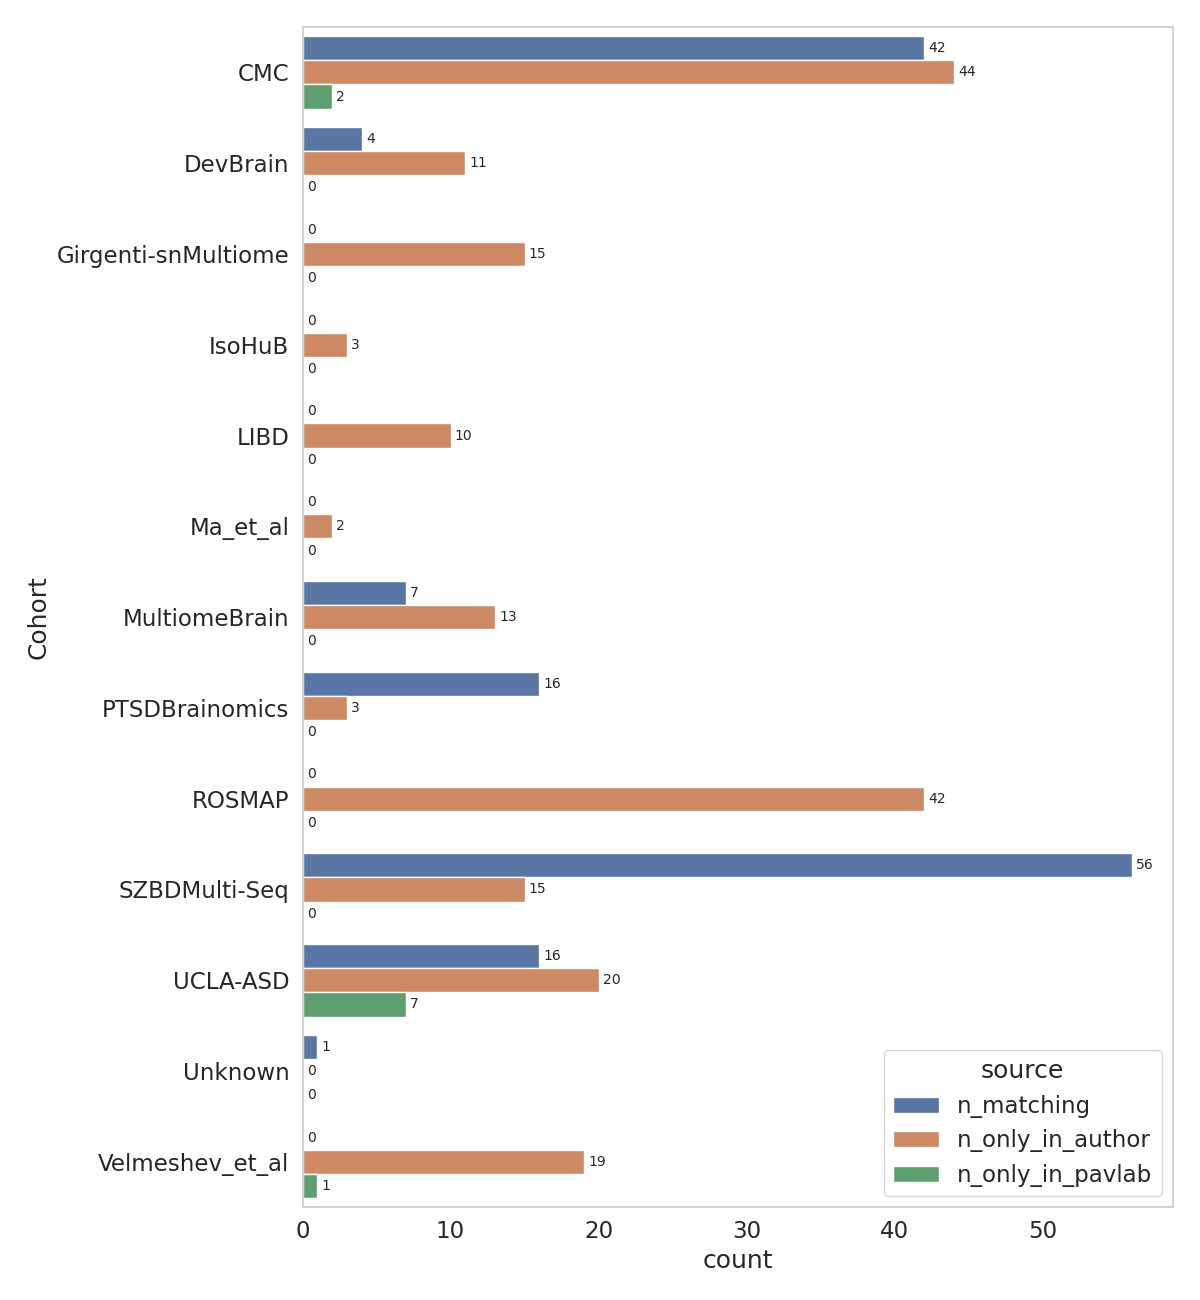 CMC
42
44
2
DevBrain
4
11
0
Girgenti-snMultiome
0
15
0
IsoHuB
0
3
0
LIBD
0
10
0
Ma_et_al
0
2
0
MultiomeBrain
7
13
0
PTSDBrainomics
16
3
0
ROSMAP
0
42
0
SZBDMulti-Seq
56
15
0
UCLA-ASD
16
20
7
Unknown
1
0
0
Velmeshev_et_al
0
19
1
Cohort
0 10 20 30 40 50
count
source
n_matching
n_only_in_author
n_only_in_pavlab